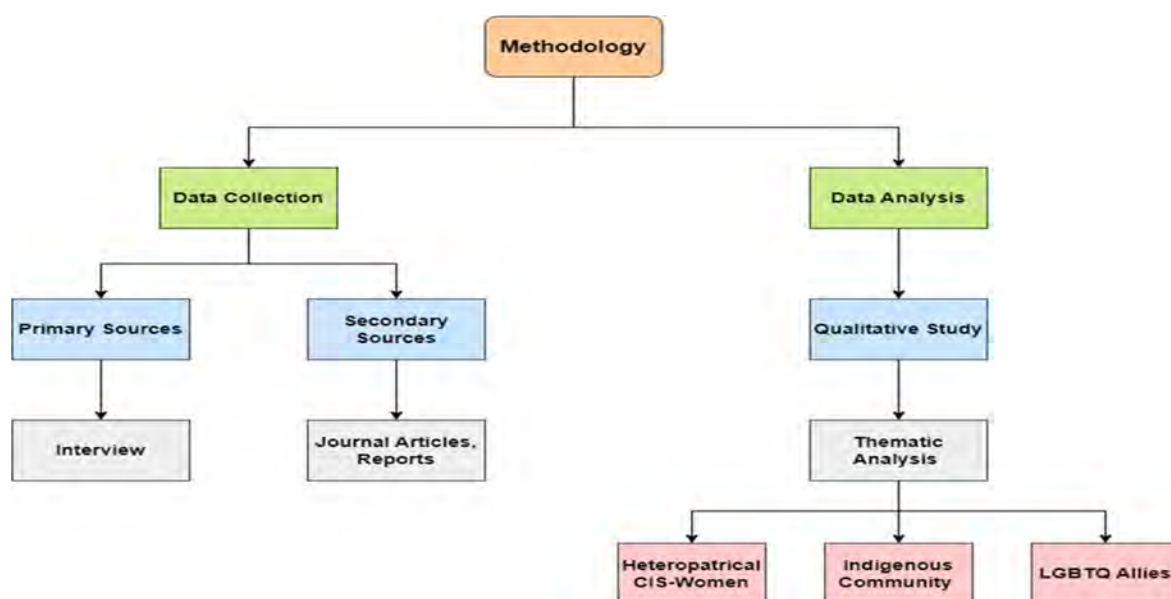 Methodology
Data Collection
Data Analysis
Primary Sources
Secondary
Sources
Qualitative Study
Interview
Journal Articles,
Reports
Thematic
Analysis
Heteropatrical
CIS-Women
Indigenous
Community
LGBTQ Allies